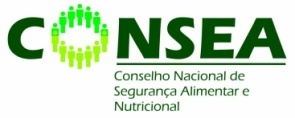 CONSEA
Conselho Nacional de
Segurança Alimentar e
Nutricional